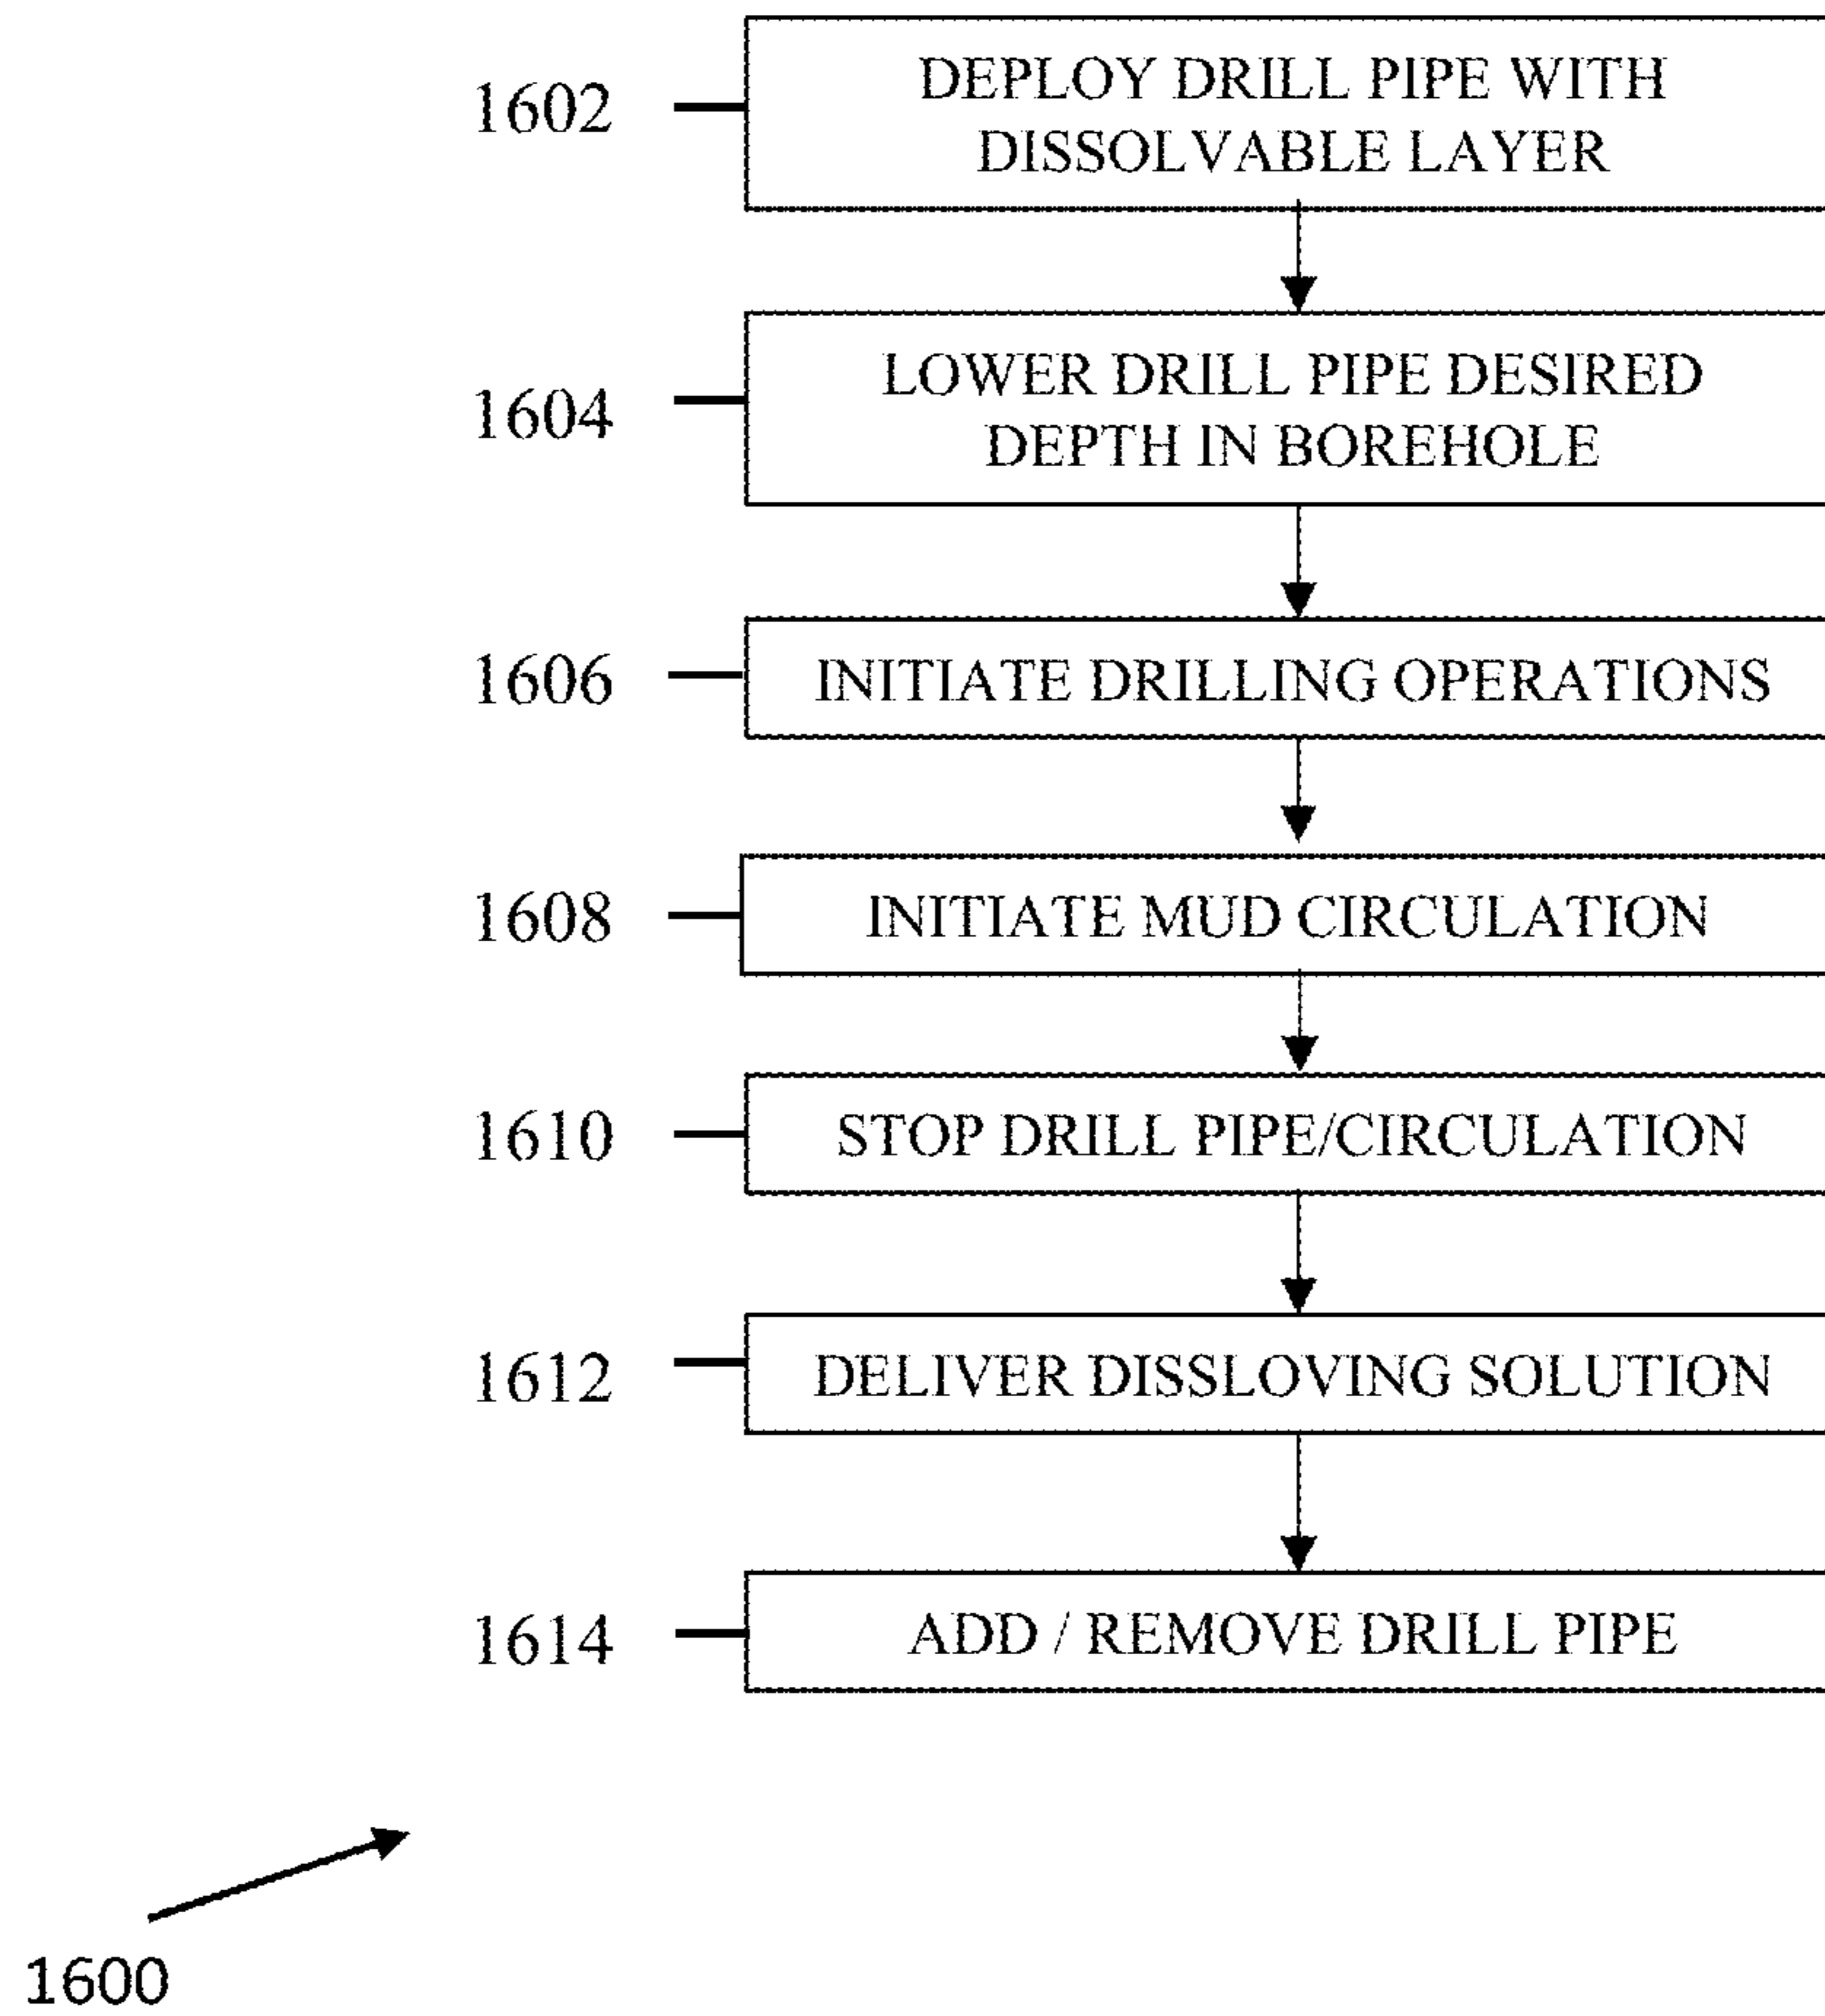 1602
DEPLOY DRILL PIPE WITH
DISSOLVABLE LAYER
1604
LOWER DRILL PIPE DESIRED
DEPTH IN BOREHOLE
1606
INITIATE DRILLING OPERATIONS
1608
INITIATE MUD CIRCULATION
1610
STOP DRILL PIPE/CIRCULATION
1612
DELIVER DISSLOVING SOLUTION
1614
ADD / REMOVE DRILL PIPE
1600